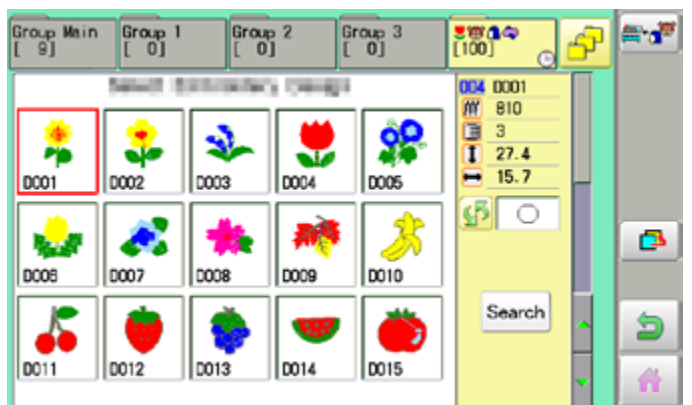 Group Main
[ 9]
Group 1
[ 0]
Group 2
[ 0]
Group 3
[ 0]
[100]
004 0001
810
3
27.4
15.7
D001
D002
D003
D004
D005
D006
D007
D008
D009
D010
Search
D011
D012
D013
D014
D015